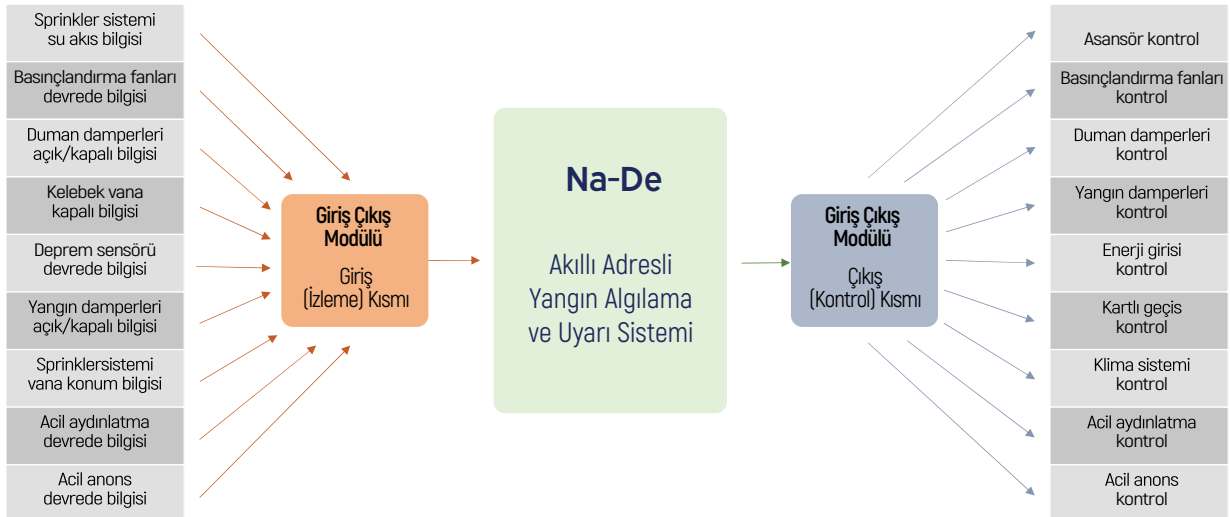 Sprinkler sistemi
su akıs bilgisi
Basınçlandırma fanları
devrede bilgisi
Duman damperleri
açık/kapalı bilgisi
Kelebek vana
kapalı bilgisi
Deprem sensörü
devrede bilgisi
Yangın damperleri
açık/kapalı bilgisi
Sprinklersistemi
vana konum bilgisi
Acil aydınlatma
devrede bilgisi
Acil anons
devrede bilgisi
Giriş Çıkış
Modülü
Giriş
(İzleme) Kısmı
Na-De
Akıllı Adresli
Yangın Algılama
ve Uyarı Sistemi
Giriş Çıkış
Modülü
Çıkış
(Kontrol) Kısmı
Asansör kontrol
Basınçlandırma fanları
kontrol
Duman damperleri
kontrol
Yangın damperleri
kontrol
Enerji girisi
kontrol
Kartlı geçis
kontrol
Klima sistemi
kontrol
Acil aydınlatma
kontrol
Acil anons
kontrol